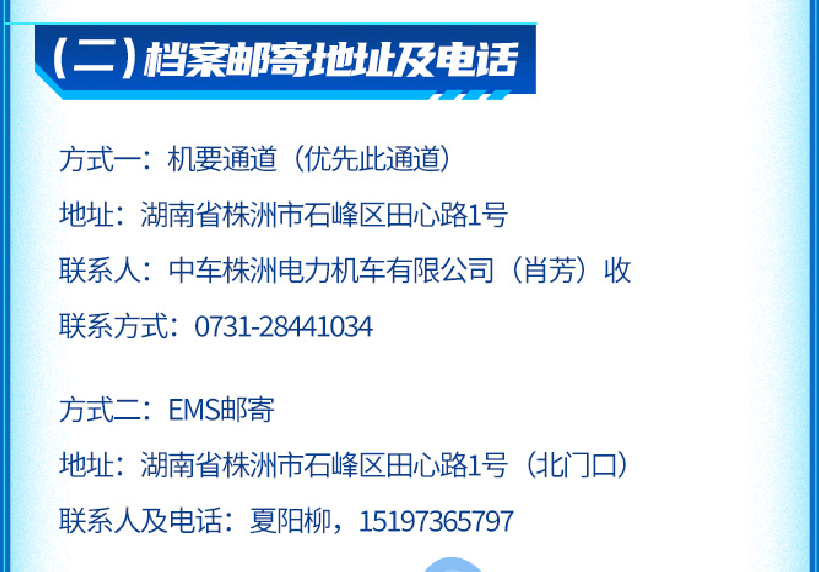 （二）档案邮寄地址及电话
方式一：机要通道（优先此通道）
地址：湖南省株洲市石峰区田心路1号
联系人：中车株洲电力机车有限公司（肖芳）收
联系方式：0731-28441034
方式二：EMS邮寄
地址：湖南省株洲市石峰区田心路1号（北门口）
联系人及电话：夏阳柳，15197365797